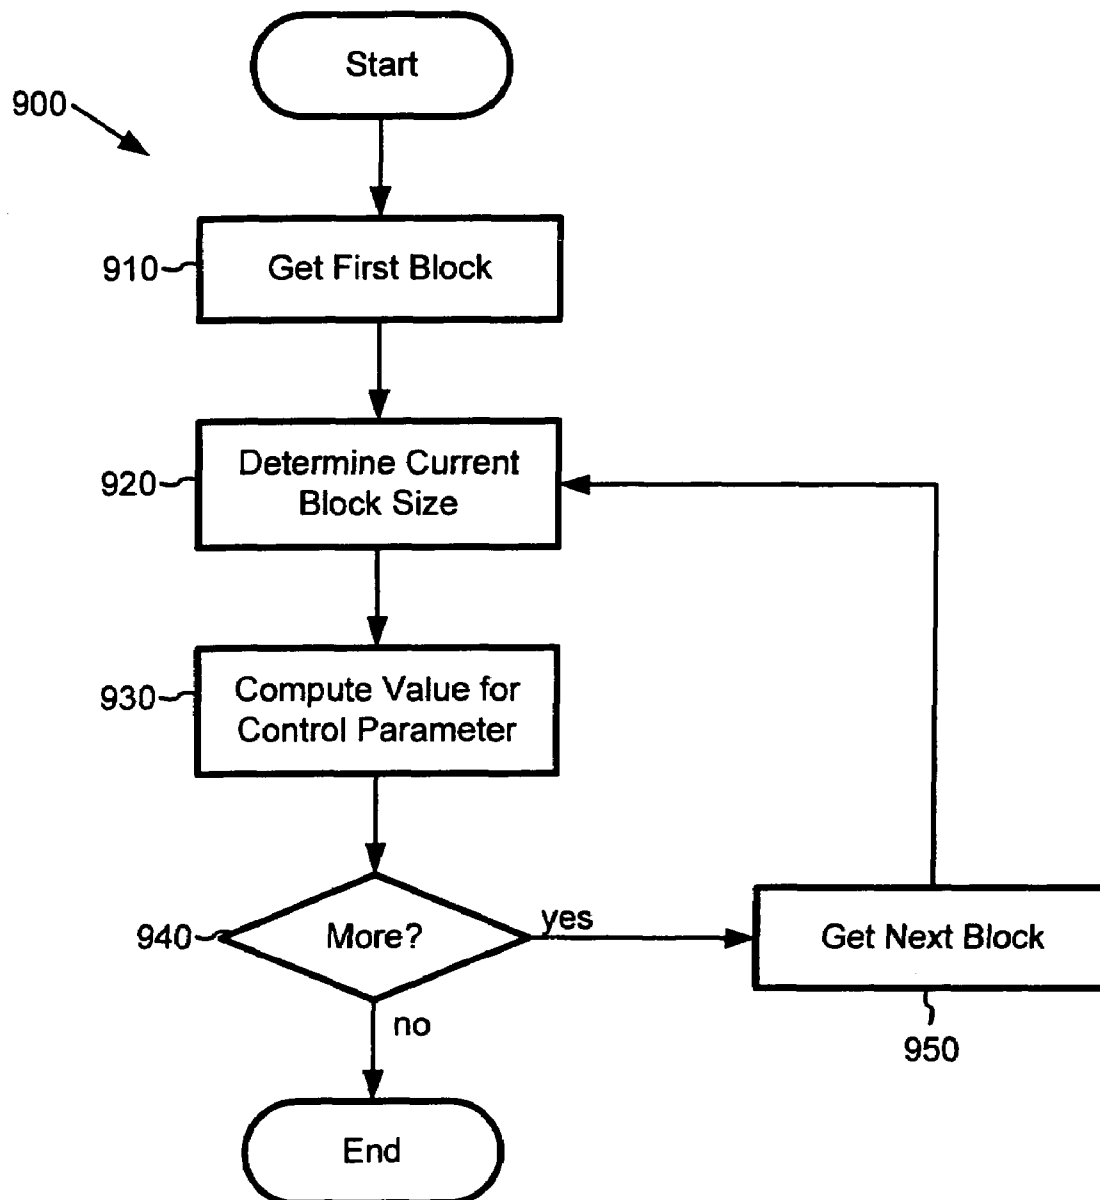 Start
900
910
Get First Block
920
Determine Current
Block Size
930
Compute Value for
Control Parameter
940
More?
yes
Get Next Block
950
no
End